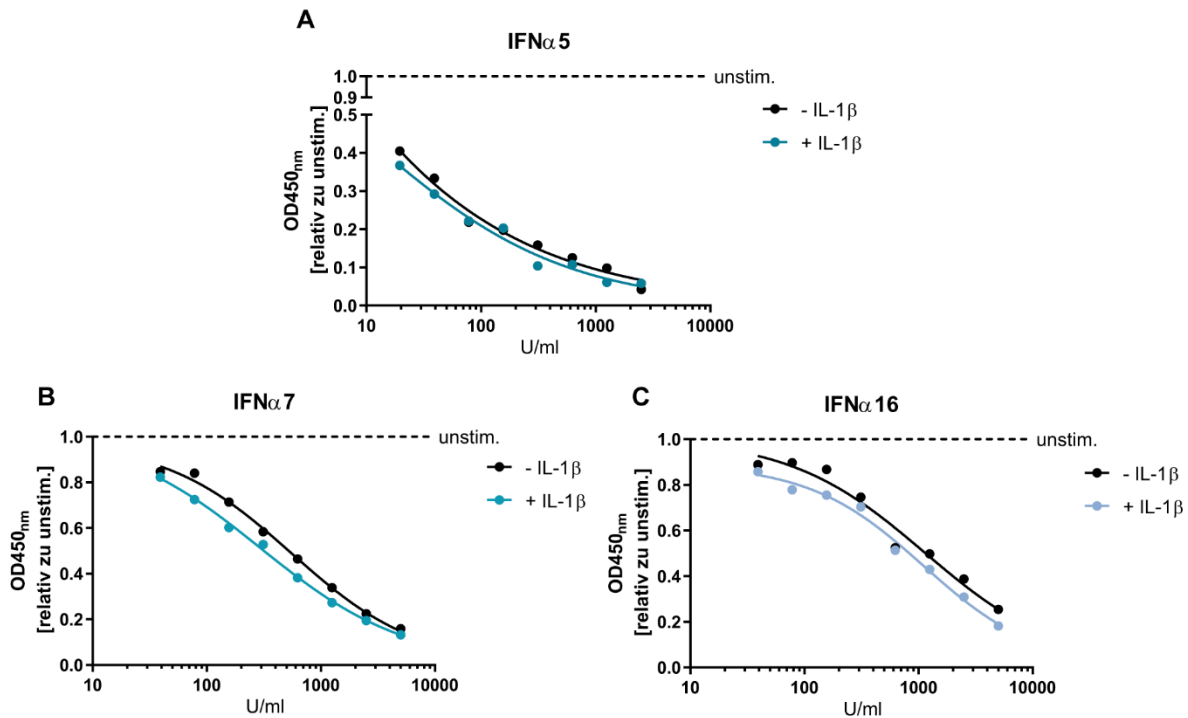 A
IFNα5
1.0
0.9
0.5
0.4
0.3
0.2
0.1
0.0
OD450nm
[relativ zu unstim.]
unstim.
- IL-1β
+ IL-1β
10
100
1000
10000
U/ml
B
IFNα7
1.0
0.8
0.6
0.4
0.2
0.0
OD450nm
[relativ zu unstim.]
unstim.
- IL-1β
+ IL-1β
10
100
1000
10000
U/ml
C
IFNα16
1.0
0.8
0.6
0.4
0.2
0.0
OD450nm
[relativ zu unstim.]
unstim.
- IL-1β
+ IL-1β
10
100
1000
10000
U/ml